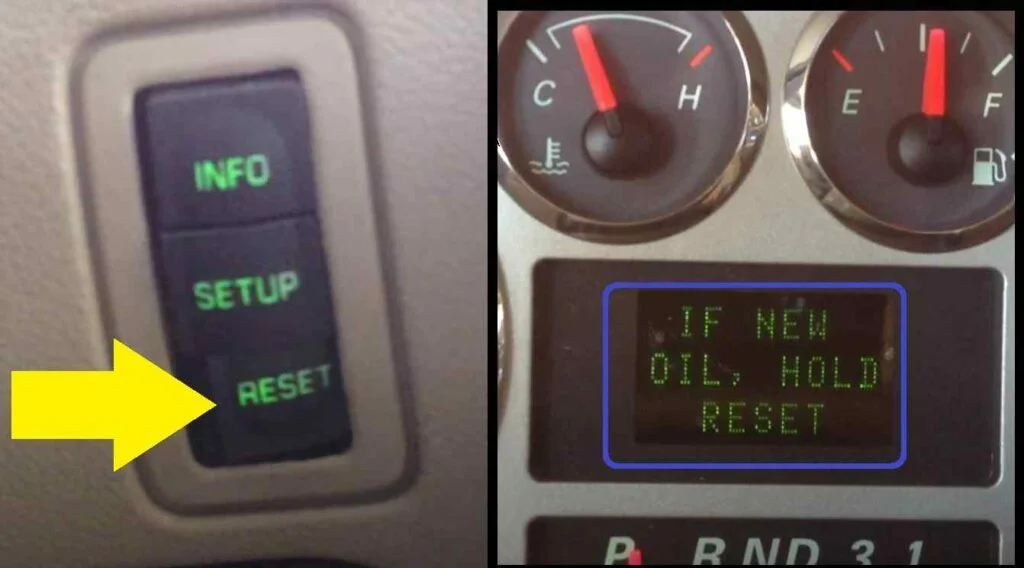 INFO
SETUP
RESET
C H
E F
IF NEW
OIL, HOLD
RESET
P R N D 3 1